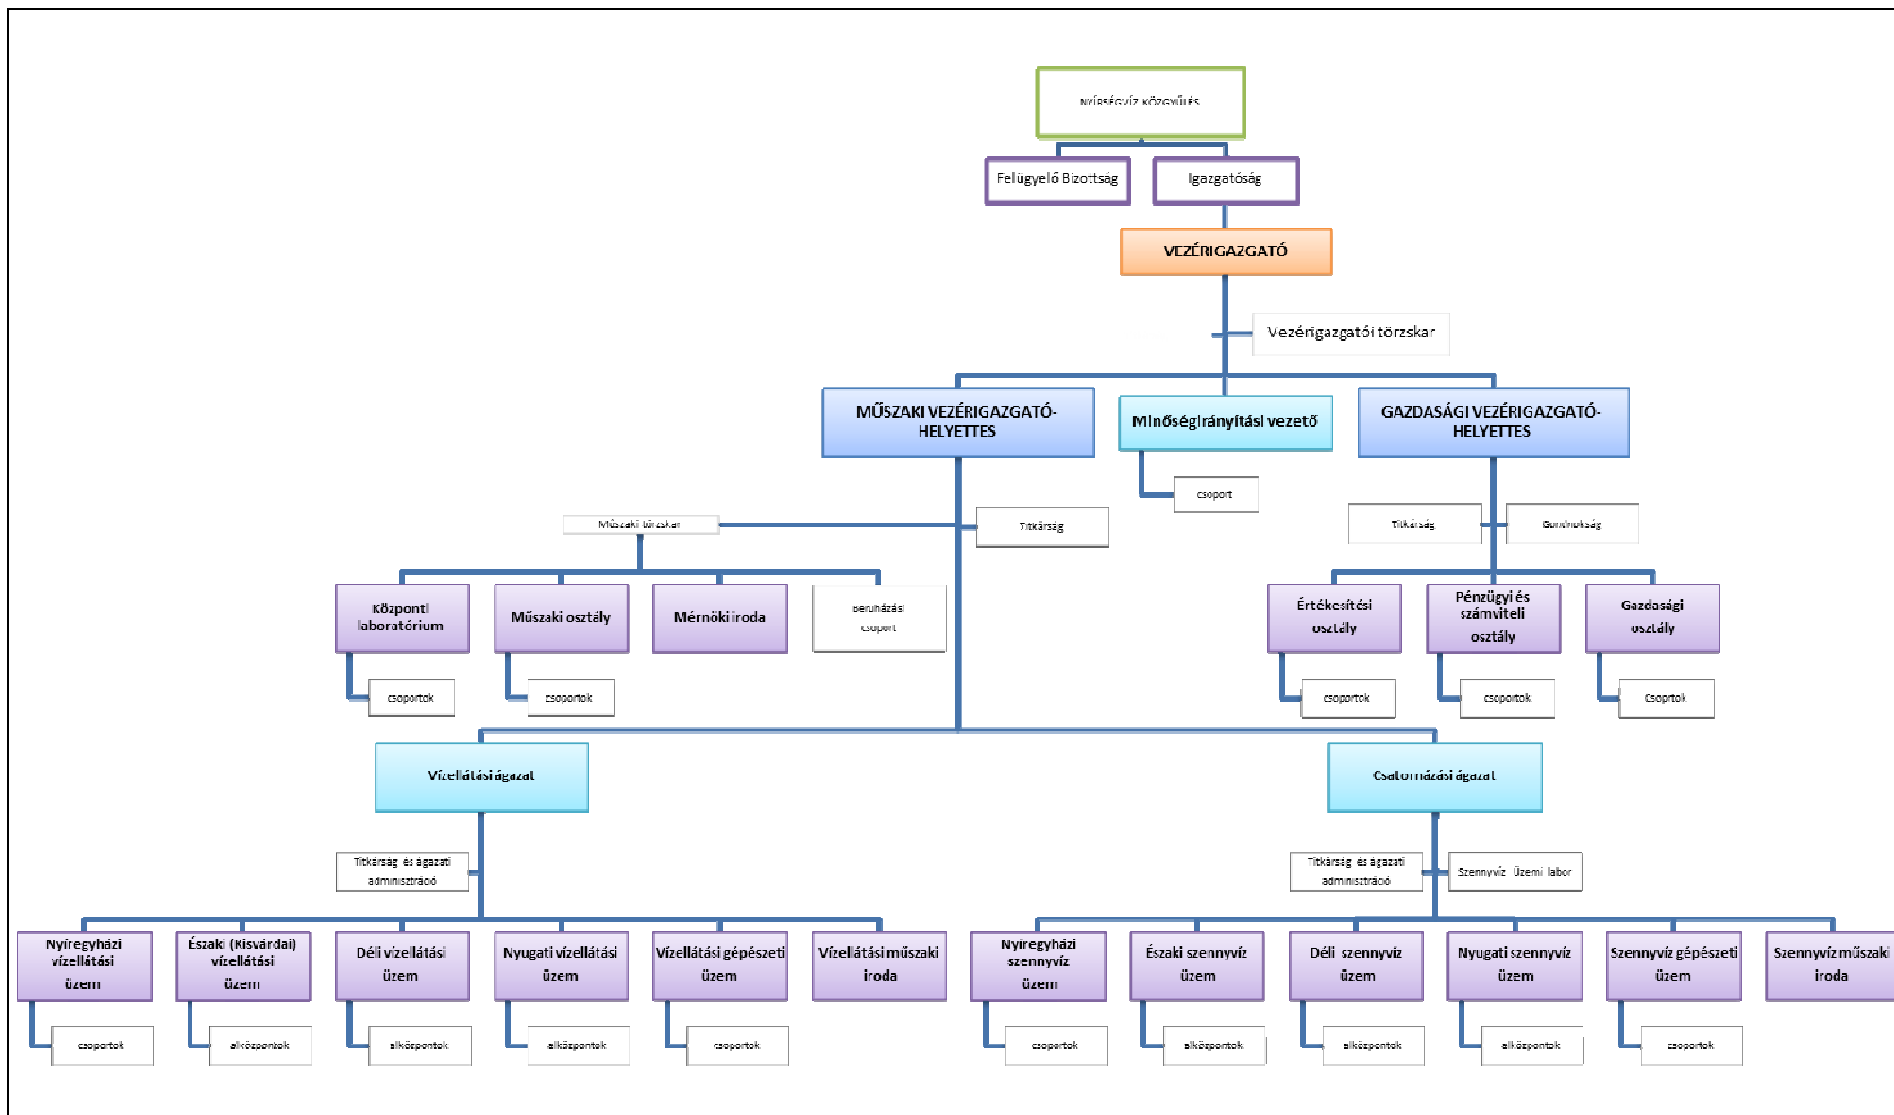 NYÍRSÉGVÍZ KÖZGYŰLÉS
Felügyelő Bizottság
Igazgatóság
VEZÉRIGAZGATÓ
Vezérigazgatói törzskar
MŰSZAKI VEZÉRIGAZGATÓ-
HELYETTES
Minőségirányítási vezető
GAZDASÁGI VEZÉRIGAZGATÓ-
HELYETTES
csoport
Műszaki törzskar
Titkárság
Titkárság
Gondnokság
Központi
laboratórium
Műszaki osztály
Mérnöki iroda
Beruházási
csoport
Értékesítési
osztály
Pénzügyi és
számviteli
osztály
Gazdasági
osztály
csoportok
csoportok
csoportok
csoportok
Csoportok
Vízellátási ágazat
Csatornázási ágazat
Titkárság és ágazati
adminisztráció
Titkárság és ágazati
adminisztráció
Szennyvíz Üzemi labor
Nyíregyházi
vízellátási
üzem
Északi (Kisvárdai)
vízellátási
üzem
Déli vízellátási
üzem
Nyugati vízellátási
üzem
Vízellátási gépészeti
üzem
Vízellátási műszaki
iroda
Nyíregyházi
szennyvíz
üzem
Északi szennyvíz
üzem
Déli szennyvíz
üzem
Nyugati szennyvíz
üzem
Szennyvíz gépészeti
üzem
Szennyvíz műszaki
iroda
csoportok
alközpontok
alközpontok
alközpontok
csoportok
csoportok
alközpontok
alközpontok
alközpontok
csoportok